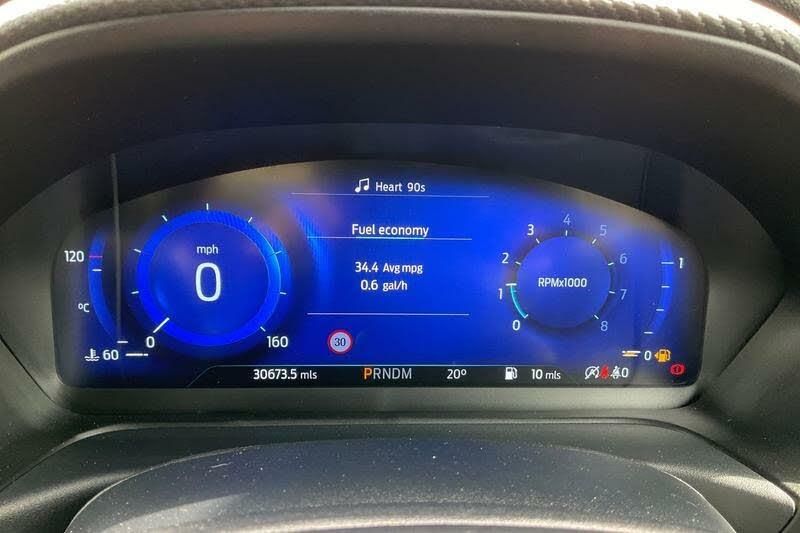 Heart 90s
Fuel economy
34.4 Avg mpg
0.6 gal/h
mph
0
0
160
120
°C
60
0
1
2
3
4
5
6
7
8
RPMx1000
1
0
30
30673.5 mls
PRNDM
20°
10 mls
0